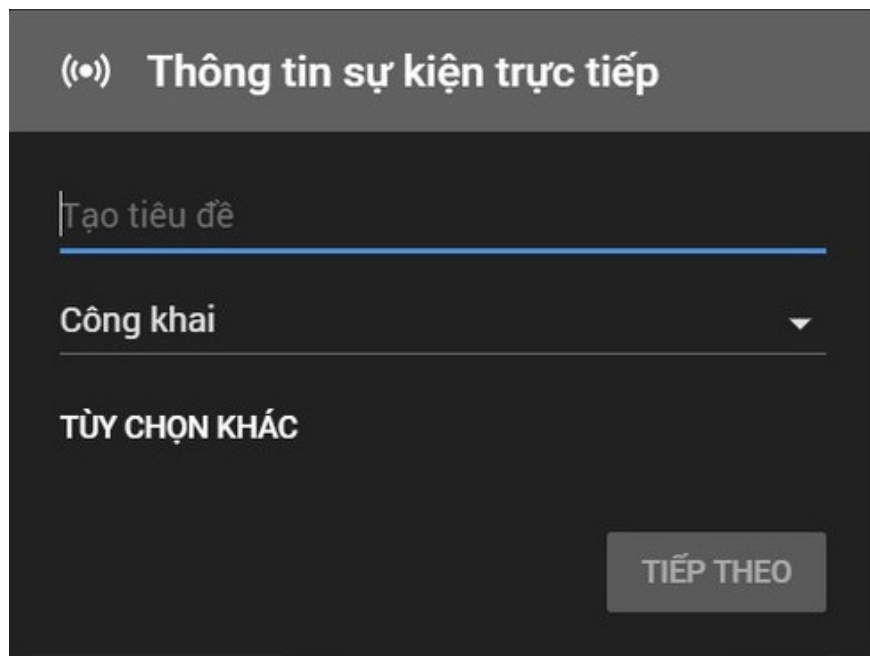 Thông tin sự kiện trực tiếp
Tạo tiêu đề
Công khai
TÙY CHỌN KHÁC
TIẾP THEO